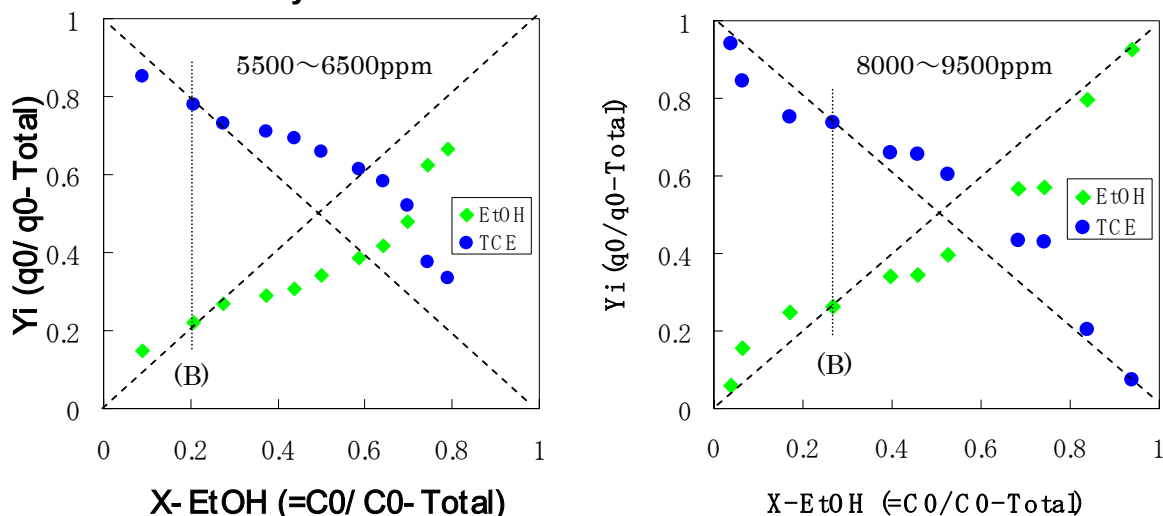 1
0.8
0.6
0.4
0.2
0
0
0.2
0.4
0.6
0.8
1
Yi (q0/ q0- Total)
X- EtOH (=C0/ C0- Total)
5500～6500ppm
EtOH
TCE
(B)
1
0.8
0.6
0.4
0.2
0
0
0.2
0.4
0.6
0.8
1
Yi (q0/q0-Total)
X-EtOH (=C0/C0-Total)
8000～9500ppm
EtOH
TCE
(B)